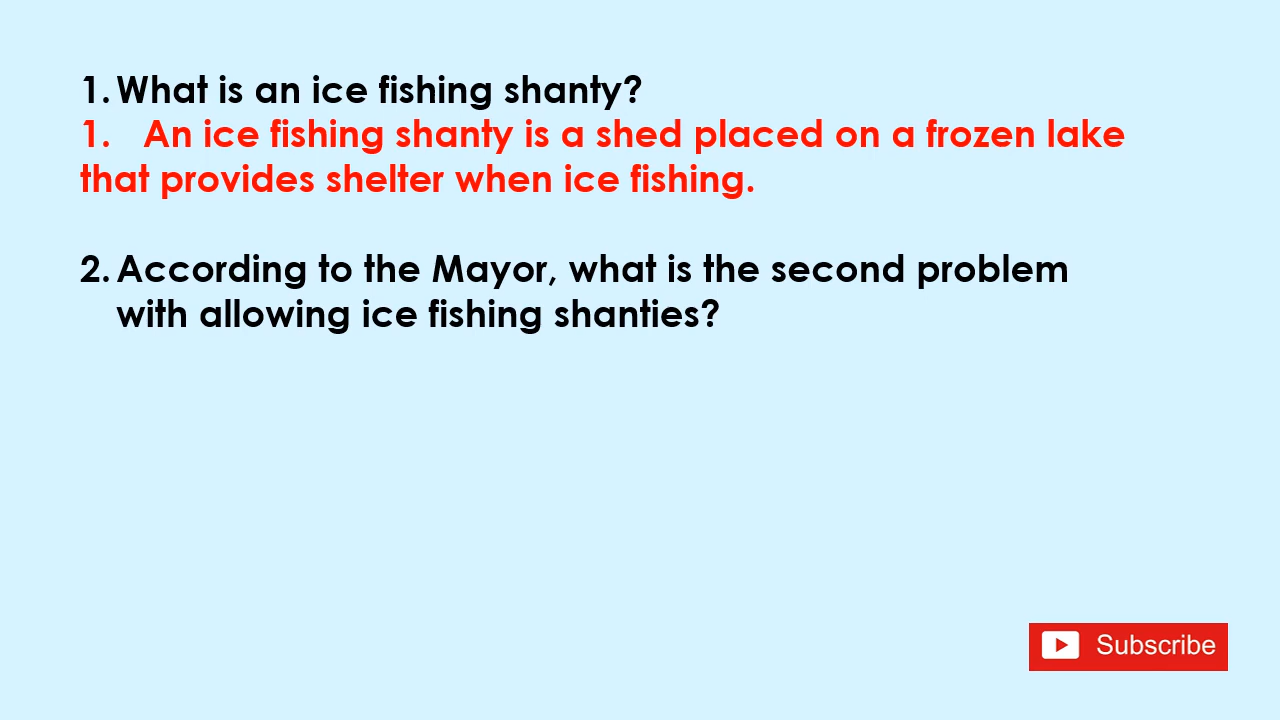 1. What is an ice fishing shanty?
1. An ice fishing shanty is a shed placed on a frozen lake
that provides shelter when ice fishing.
2. According to the Mayor, what is the second problem
with allowing ice fishing shanties?
Subscribe